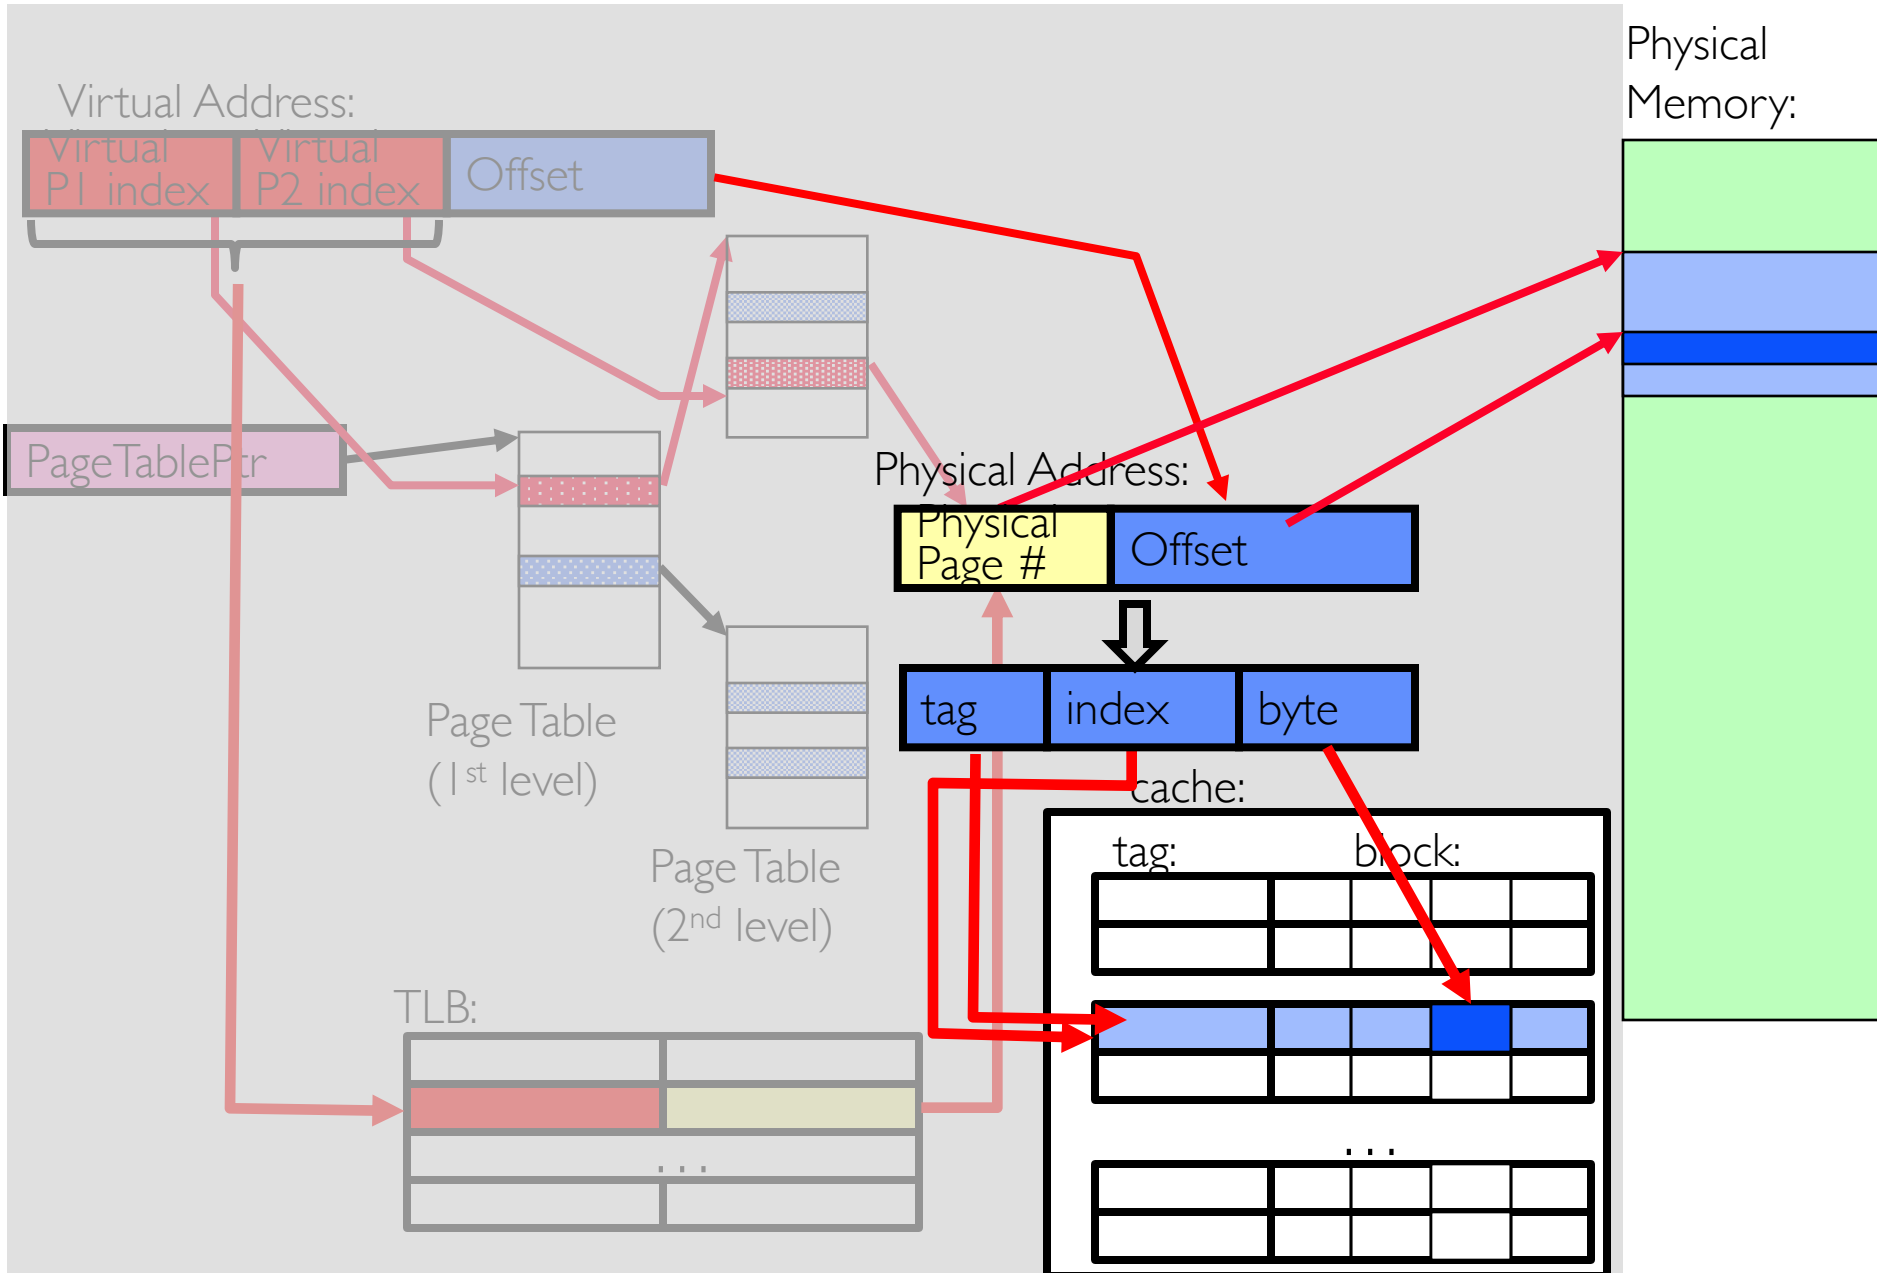 Physical
Memory:
Virtual Address:
Virtual
P1 index
Virtual
P2 index
Offset
PageTablePtr
Physical Address:
Physical
Page #
Offset
tag
index
byte
Page Table
(1st level)
cache:
tag:
block:
Page Table
(2nd level)
TLB:
...
...